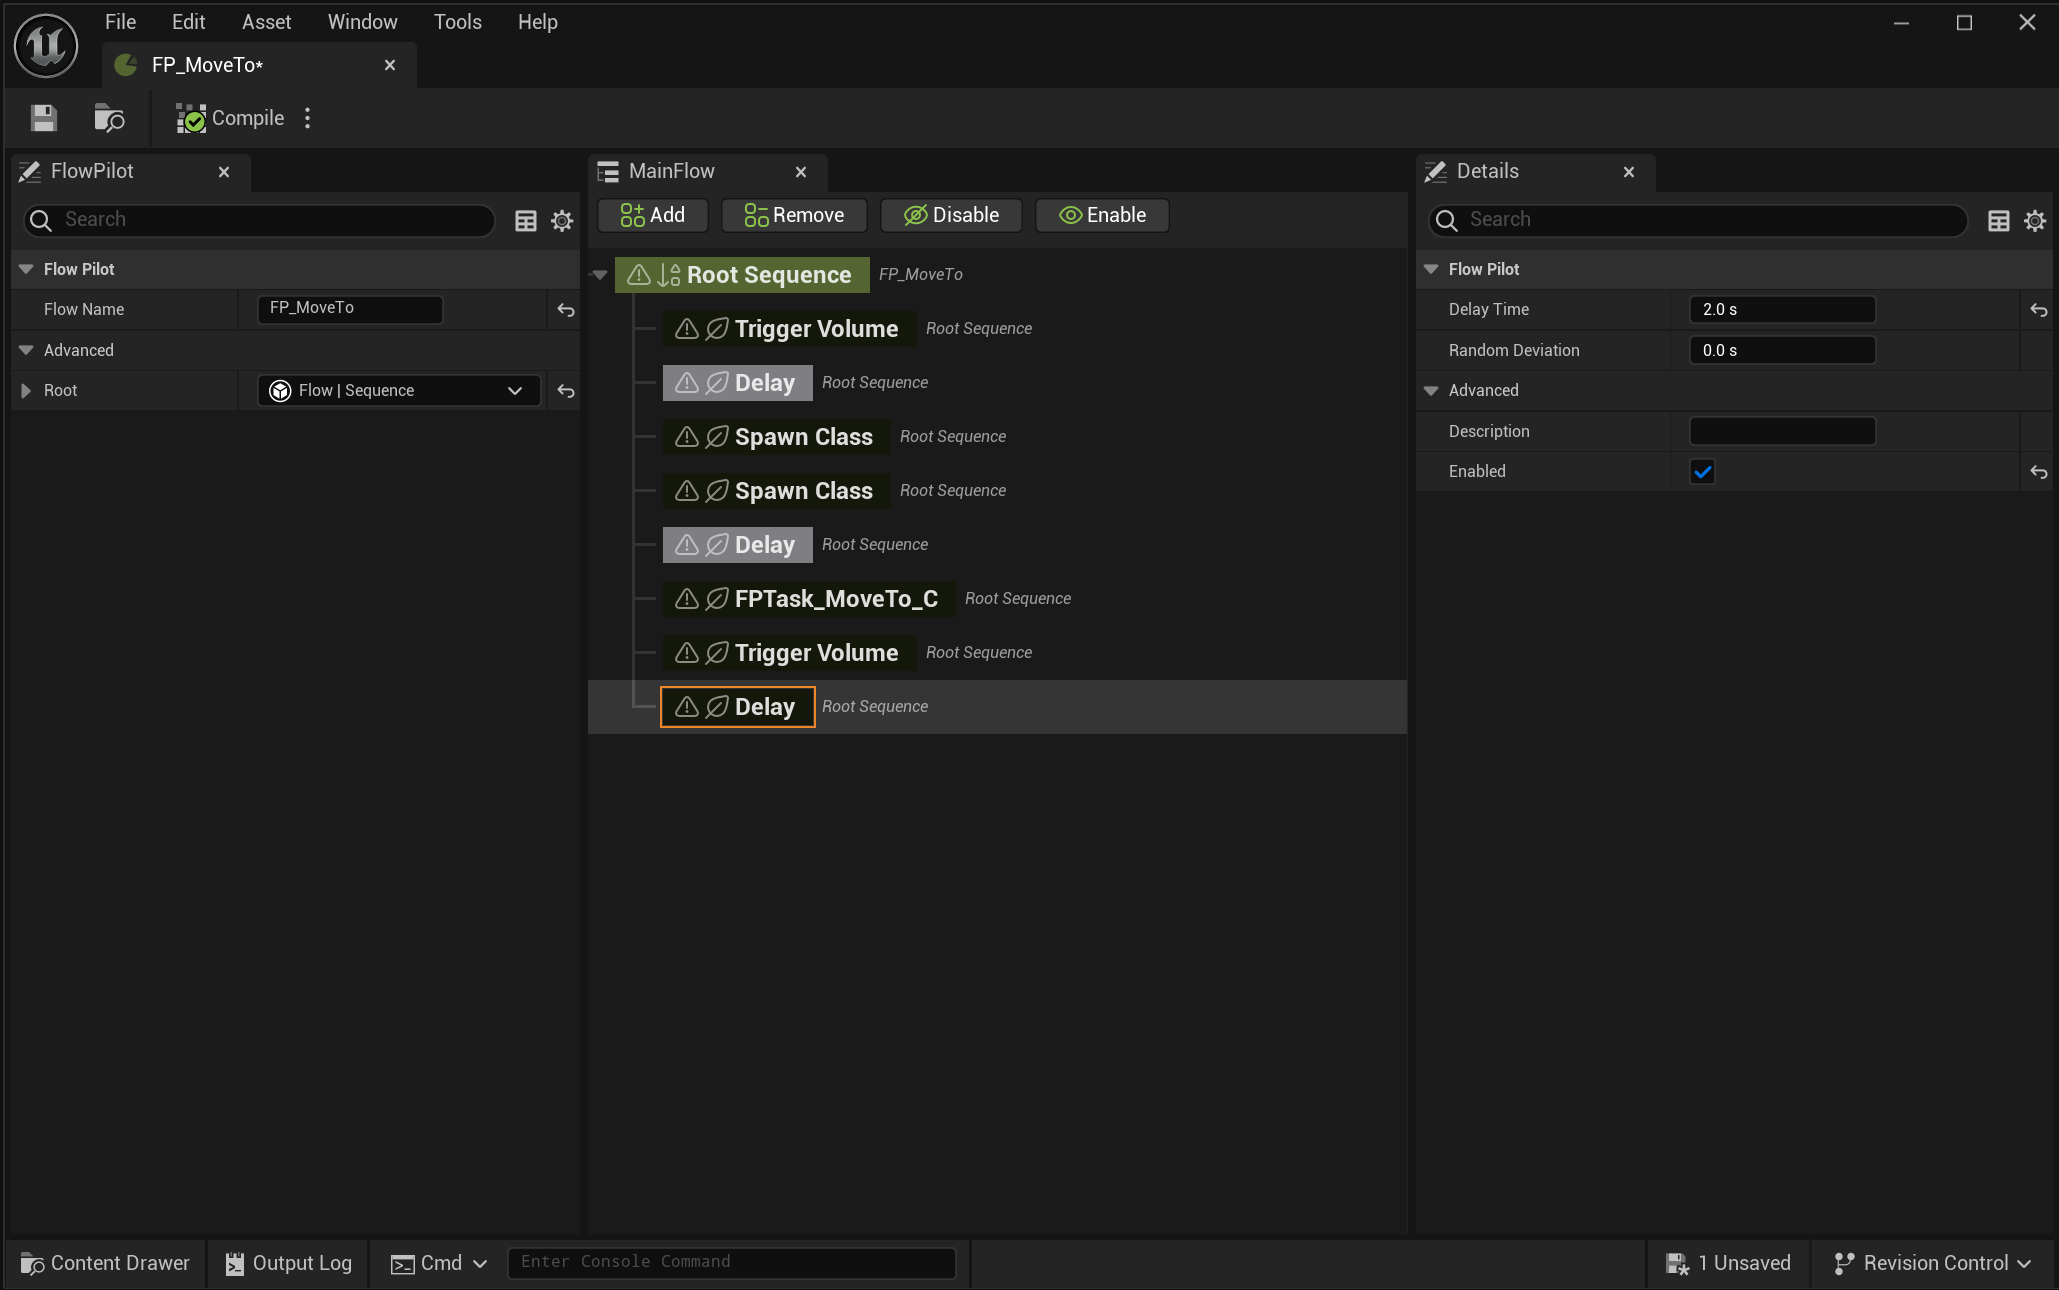 File Edit Asset Window Tools Help
FP_MoveTo*
Compile
FlowPilot
Search
Flow Pilot
Flow Name FP_MoveTo
Advanced
Root Flow | Sequence
MainFlow
Add Remove Disable Enable
Root Sequence FP_MoveTo
Trigger Volume Root Sequence
Delay Root Sequence
Spawn Class Root Sequence
Spawn Class Root Sequence
Delay Root Sequence
FPTask_MoveTo_C Root Sequence
Trigger Volume Root Sequence
Delay Root Sequence
Details
Search
Flow Pilot
Delay Time 2.0 s
Random Deviation 0.0 s
Advanced
Description
Enabled
Content Drawer Output Log Cmd Enter Console Command 1 Unsaved Revision Control